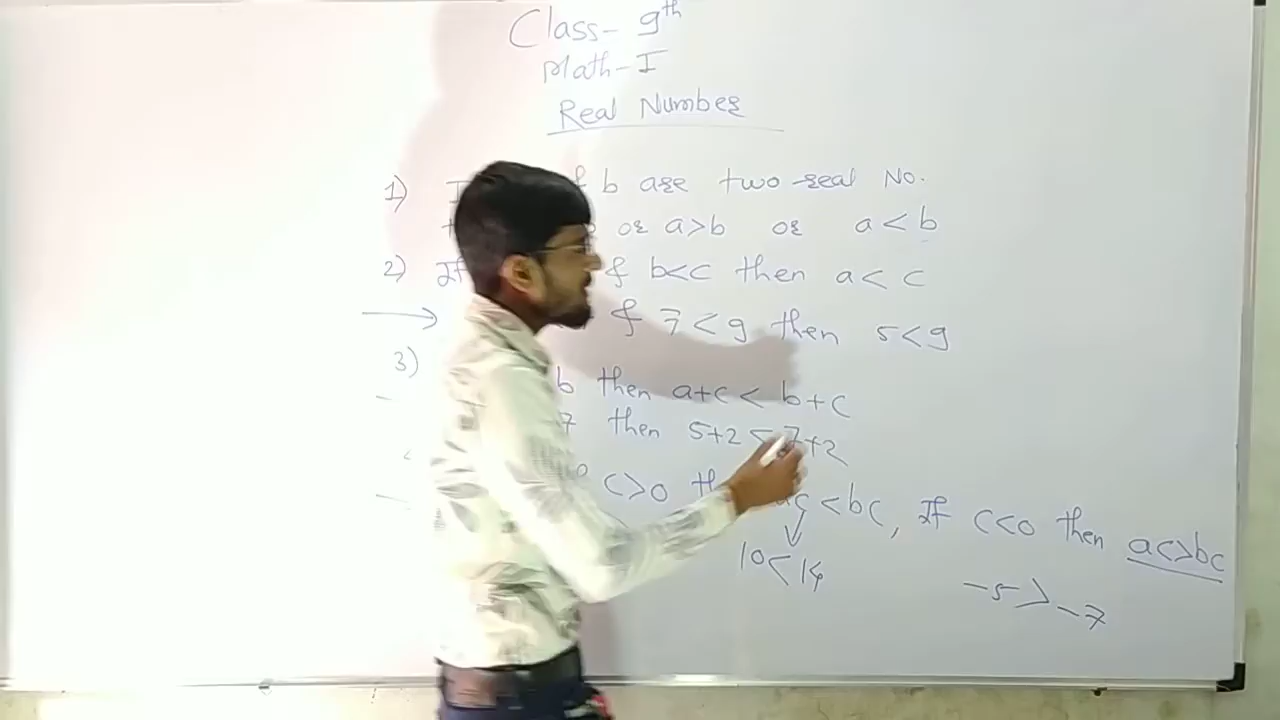 Class- 9th
Math-I
Real Number
1) b are two real No.
or a>b or a < b
2) If & b<c then a< c
→ & 7 < 9 then 5<9
3) b then a+c < b+c
7 then 5+2 < 7+2
C>0 ac <bc, If c<0 then ac>bc
10<14
-5 > -7